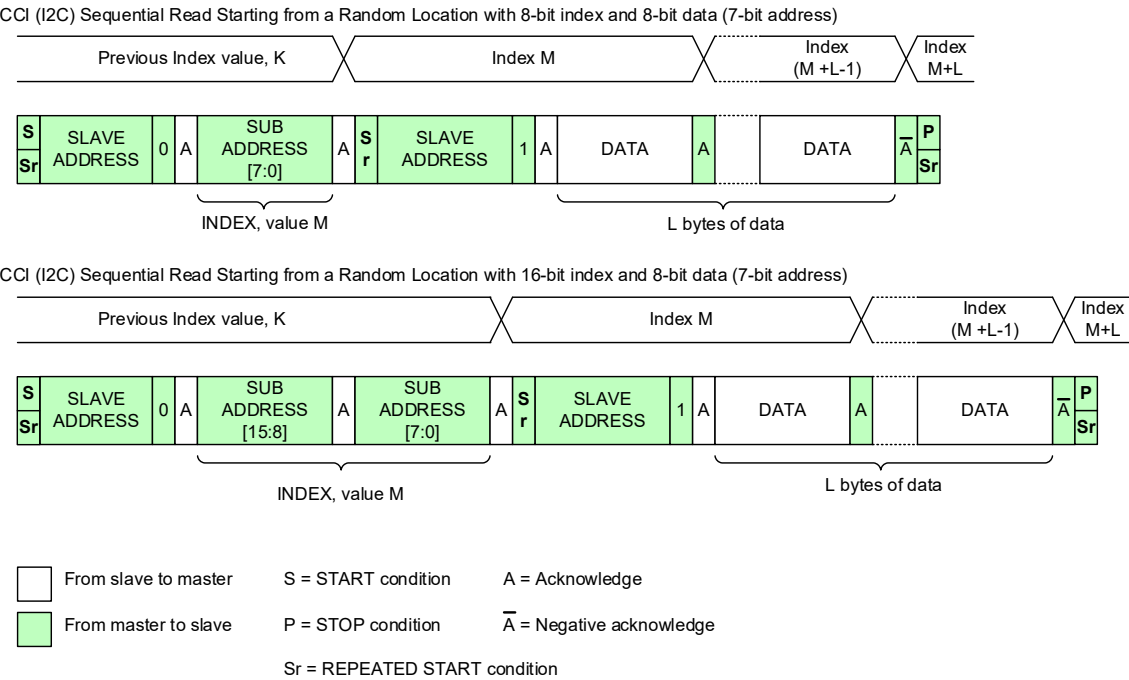 CCI (I2C) Sequential Read Starting from a Random Location with 8-bit index and 8-bit data (7-bit address)
Previous Index value, K
Index M
Index
(M +L-1)
Index
M+L
S
Sr
SLAVE
ADDRESS
0
A
SUB
ADDRESS
[7:0]
A
S
r
SLAVE
ADDRESS
1
A
DATA
A
DATA
A̅
P
Sr
INDEX, value M
L bytes of data
CCI (I2C) Sequential Read Starting from a Random Location with 16-bit index and 8-bit data (7-bit address)
Previous Index value, K
Index M
Index
(M +L-1)
Index
M+L
S
Sr
SLAVE
ADDRESS
0
A
SUB
ADDRESS
[15:8]
A
SUB
ADDRESS
[7:0]
A
S
r
SLAVE
ADDRESS
1
A
DATA
A
DATA
A̅
P
Sr
INDEX, value M
L bytes of data
From slave to master
S = START condition
A = Acknowledge
From master to slave
P = STOP condition
A̅ = Negative acknowledge
Sr = REPEATED START condition